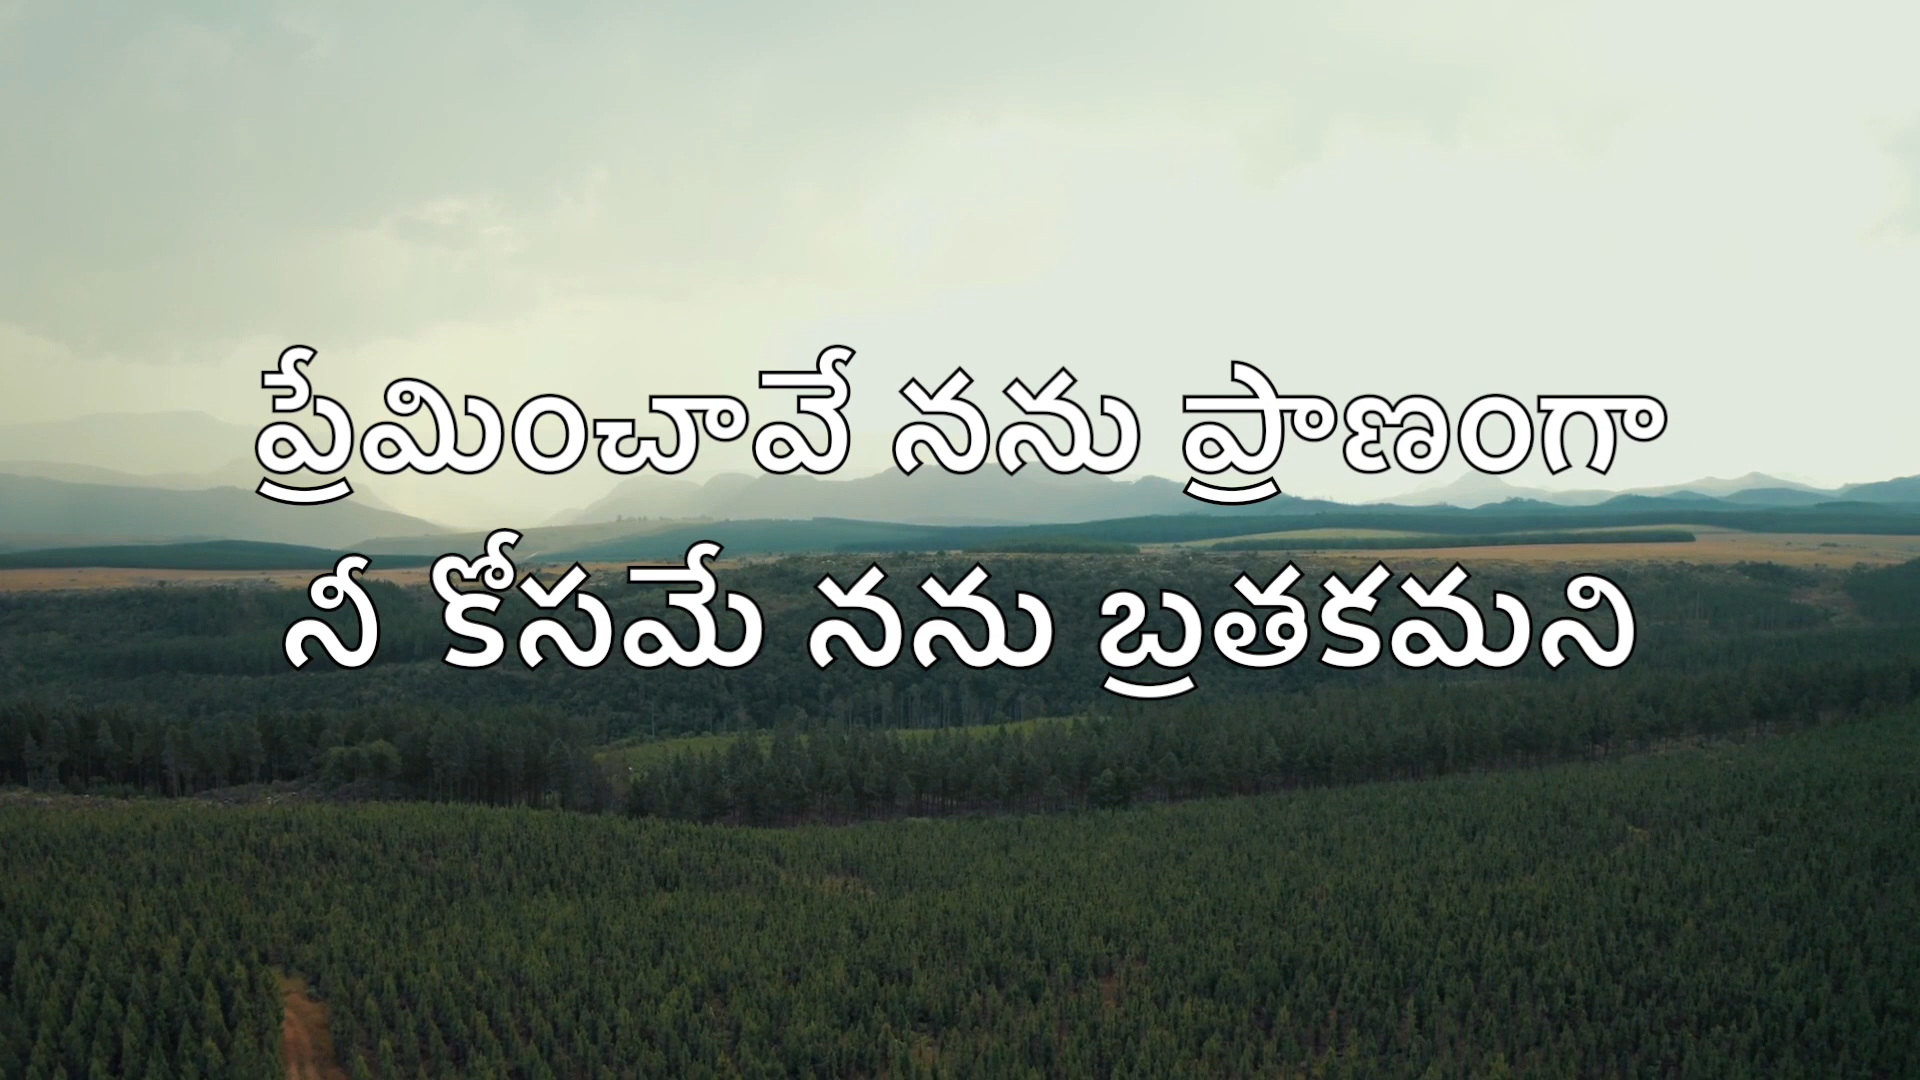 ప్రేమించావే నను ప్రాణంగా
నీ కోసమే నను బ్రతకమని